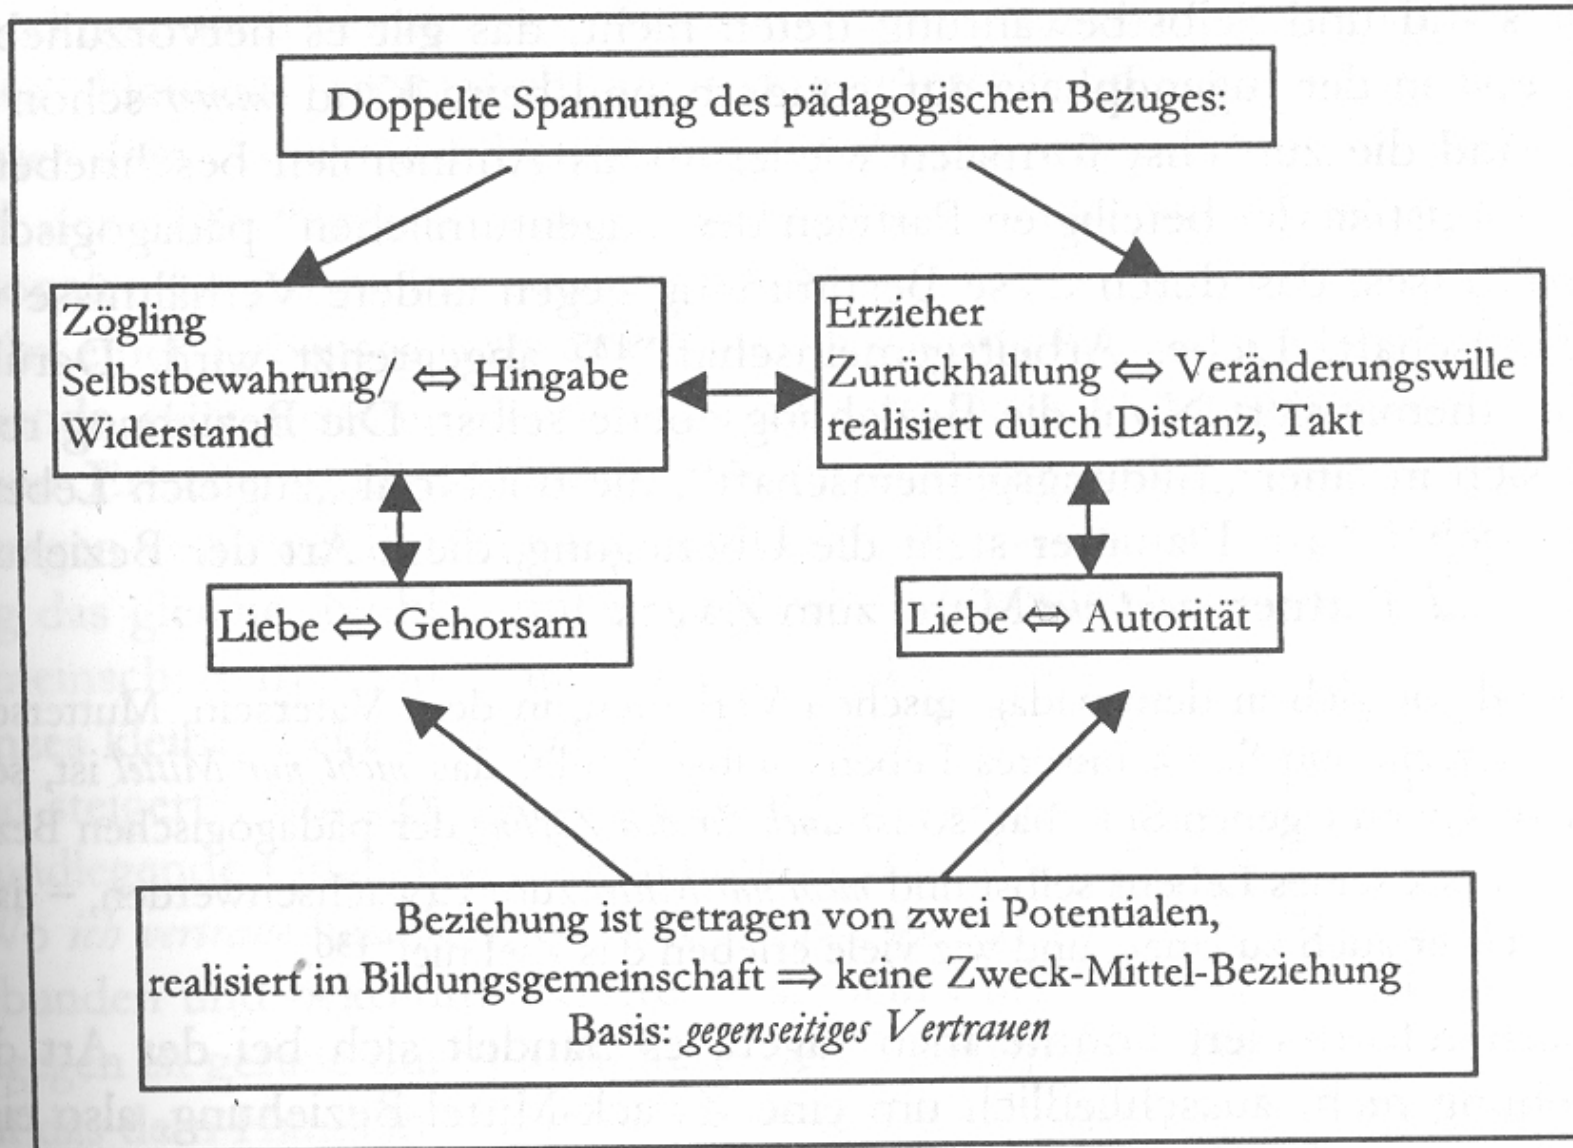 Doppelte Spannung des pädagogischen Bezuges:
Zögling
Selbstbewahrung/ ⇔ Hingabe
Widerstand
Erzieher
Zurückhaltung ⇔ Veränderungswille
realisiert durch Distanz, Takt
Liebe ⇔ Gehorsam
Liebe ⇔ Autorität
Beziehung ist getragen von zwei Potentialen,
realisiert in Bildungsgemeinschaft ⇒ keine Zweck-Mittel-Beziehung
Basis: gegenseitiges Vertrauen